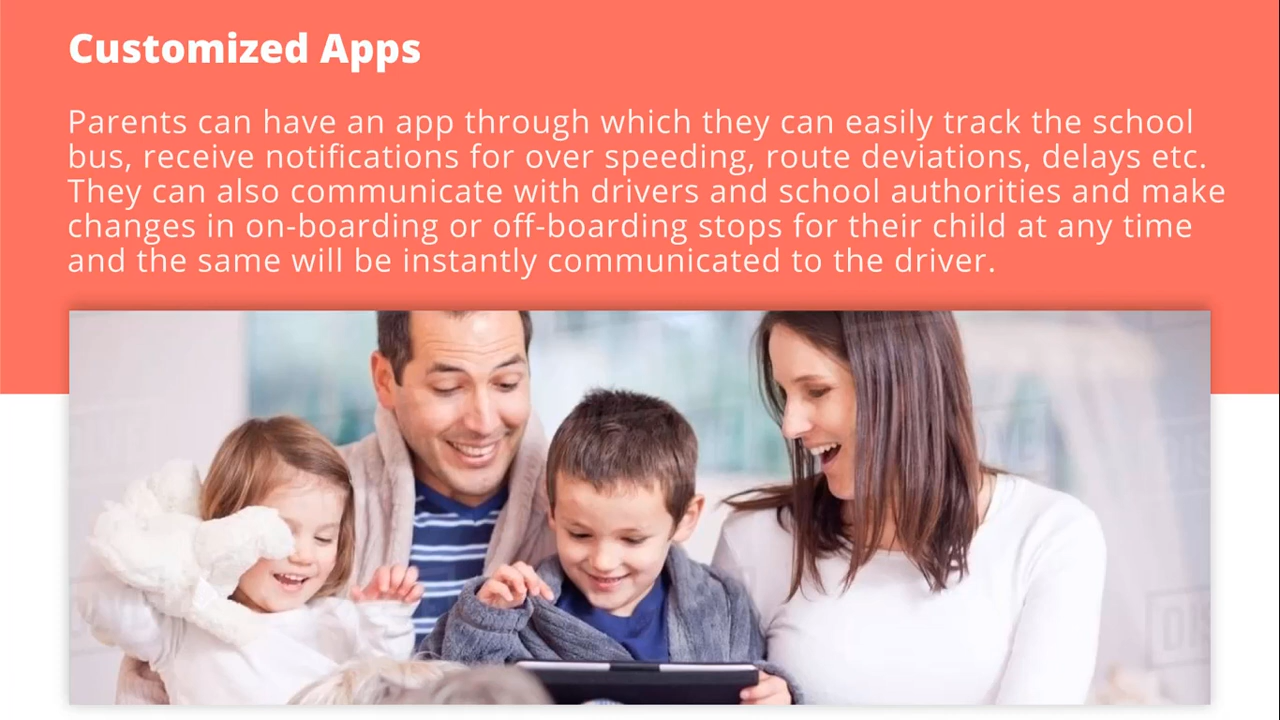 Customized Apps
Parents can have an app through which they can easily track the school
bus, receive notifications for over speeding, route deviations, delays etc.
They can also communicate with drivers and school authorities and make
changes in on-boarding or off-boarding stops for their child at any time
and the same will be instantly communicated to the driver.